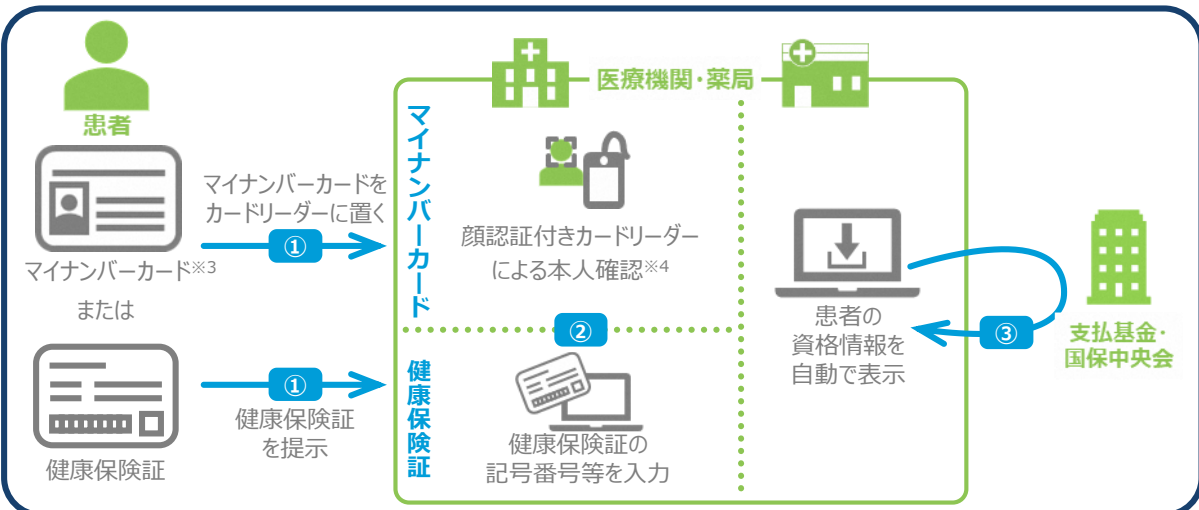 患者
マイナンバーカード※3
または
健康保険証
マイナンバーカードを
カードリーダーに置く
①
①
健康保険証
を提示
医療機関・薬局
マイナンバーカード
顔認証付きカードリーダー
による本人確認※4
②
健康保険証
健康保険証の
記号番号等を入力
患者の
資格情報を
自動で表示
③
支払基金・
国保中央会